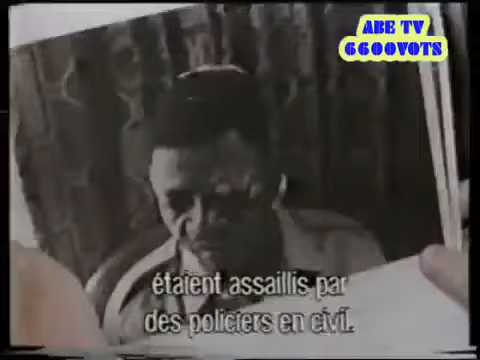 ABE TV
6600VOTS
étaient assaillis par
des policiers en civil.